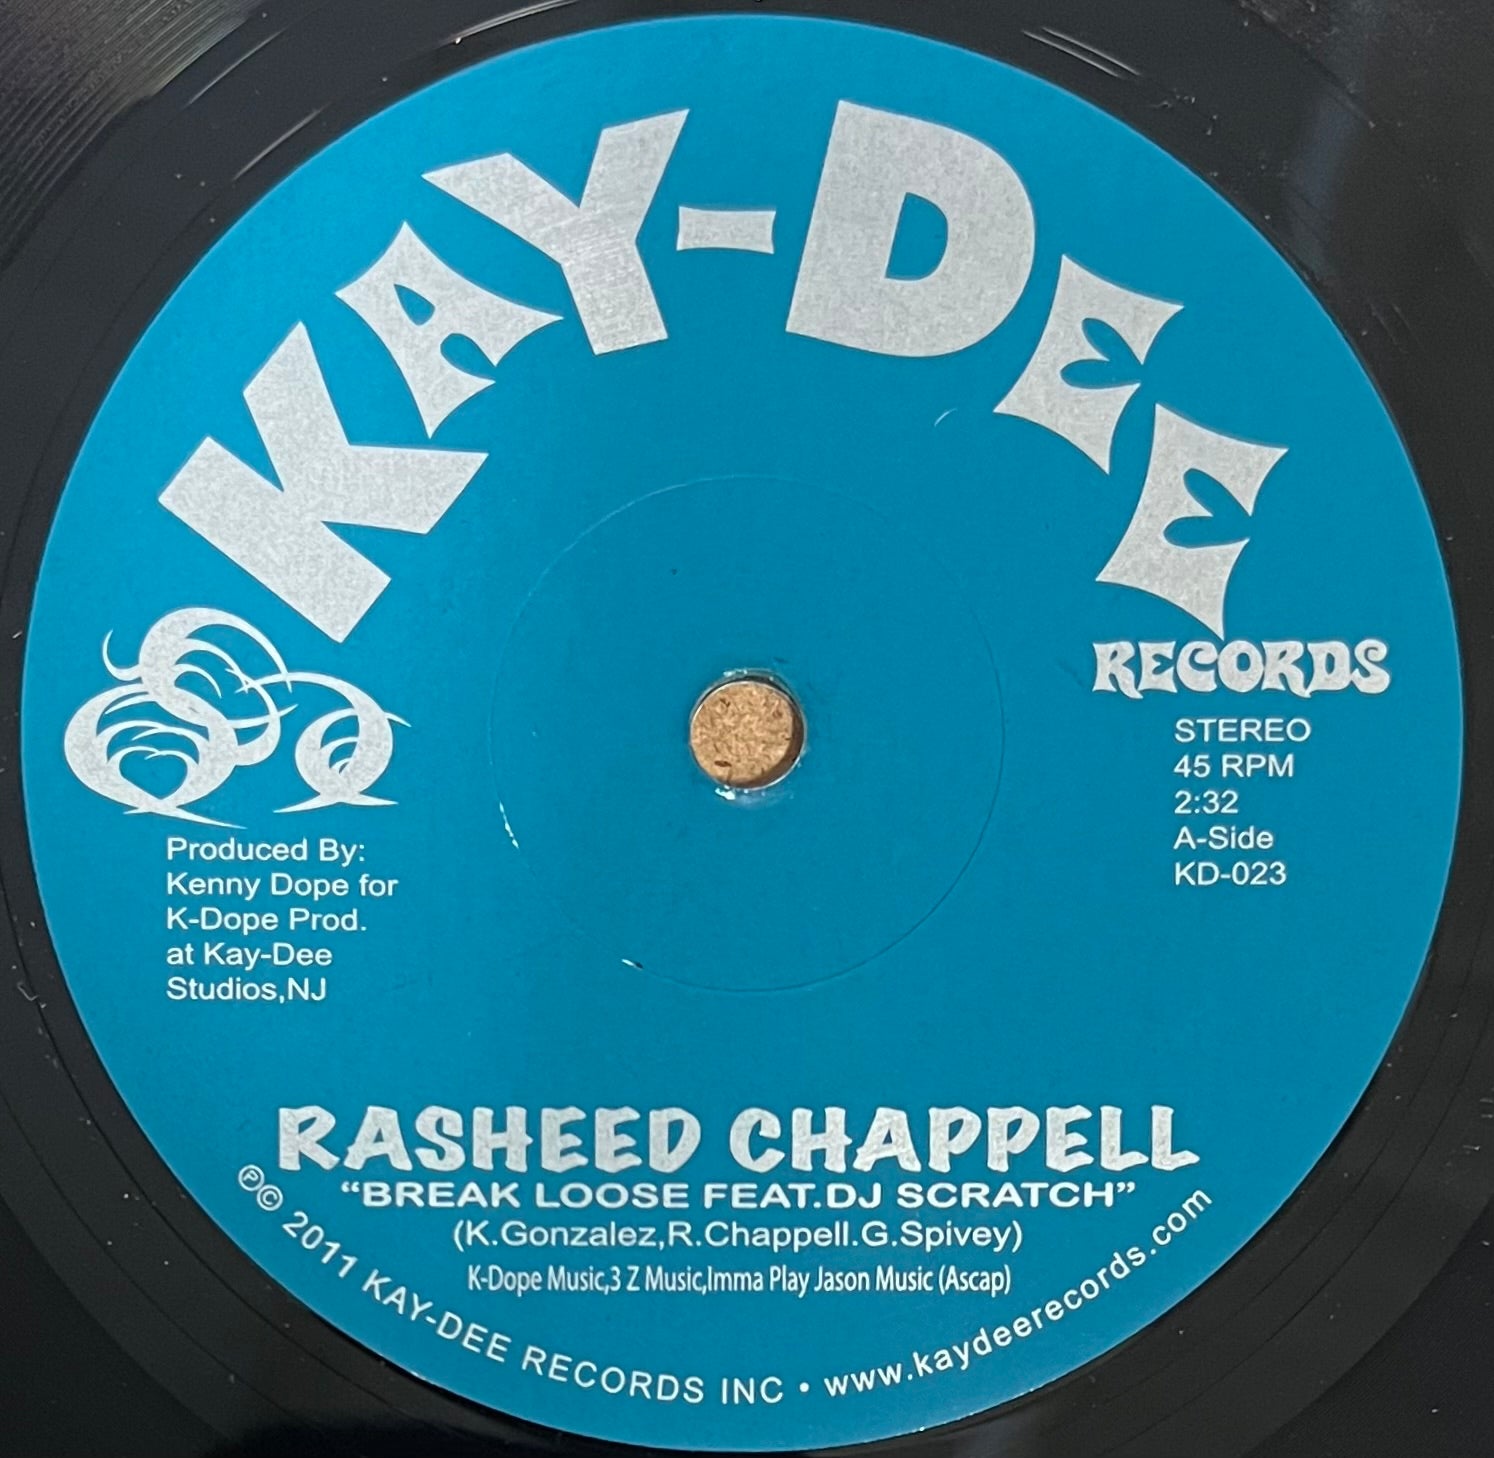 KAY-DEE
RECORDS
STEREO
45 RPM
2:32
A-Side
KD-023
Produced By:
Kenny Dope for
K-Dope Prod.
at Kay-Dee
Studios,NJ
RASHEED CHAPPELL
“BREAK LOOSE FEAT.DJ SCRATCH”
(K.Gonzalez,R.Chappell.G.Spivey)
K-Dope Music,3 Z Music,Imma Play Jason Music (Ascap)
℗© 2011 KAY-DEE RECORDS INC • www.kaydeerecords.com